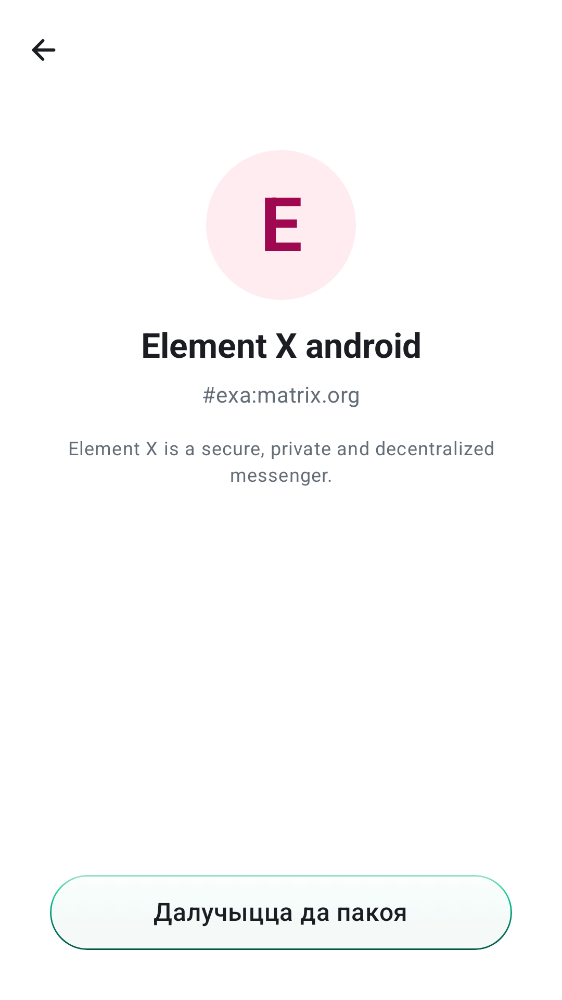 E
Element X android
#exa:matrix.org
Element X is a secure, private and decentralized
messenger.
Далучыцца да пакоя